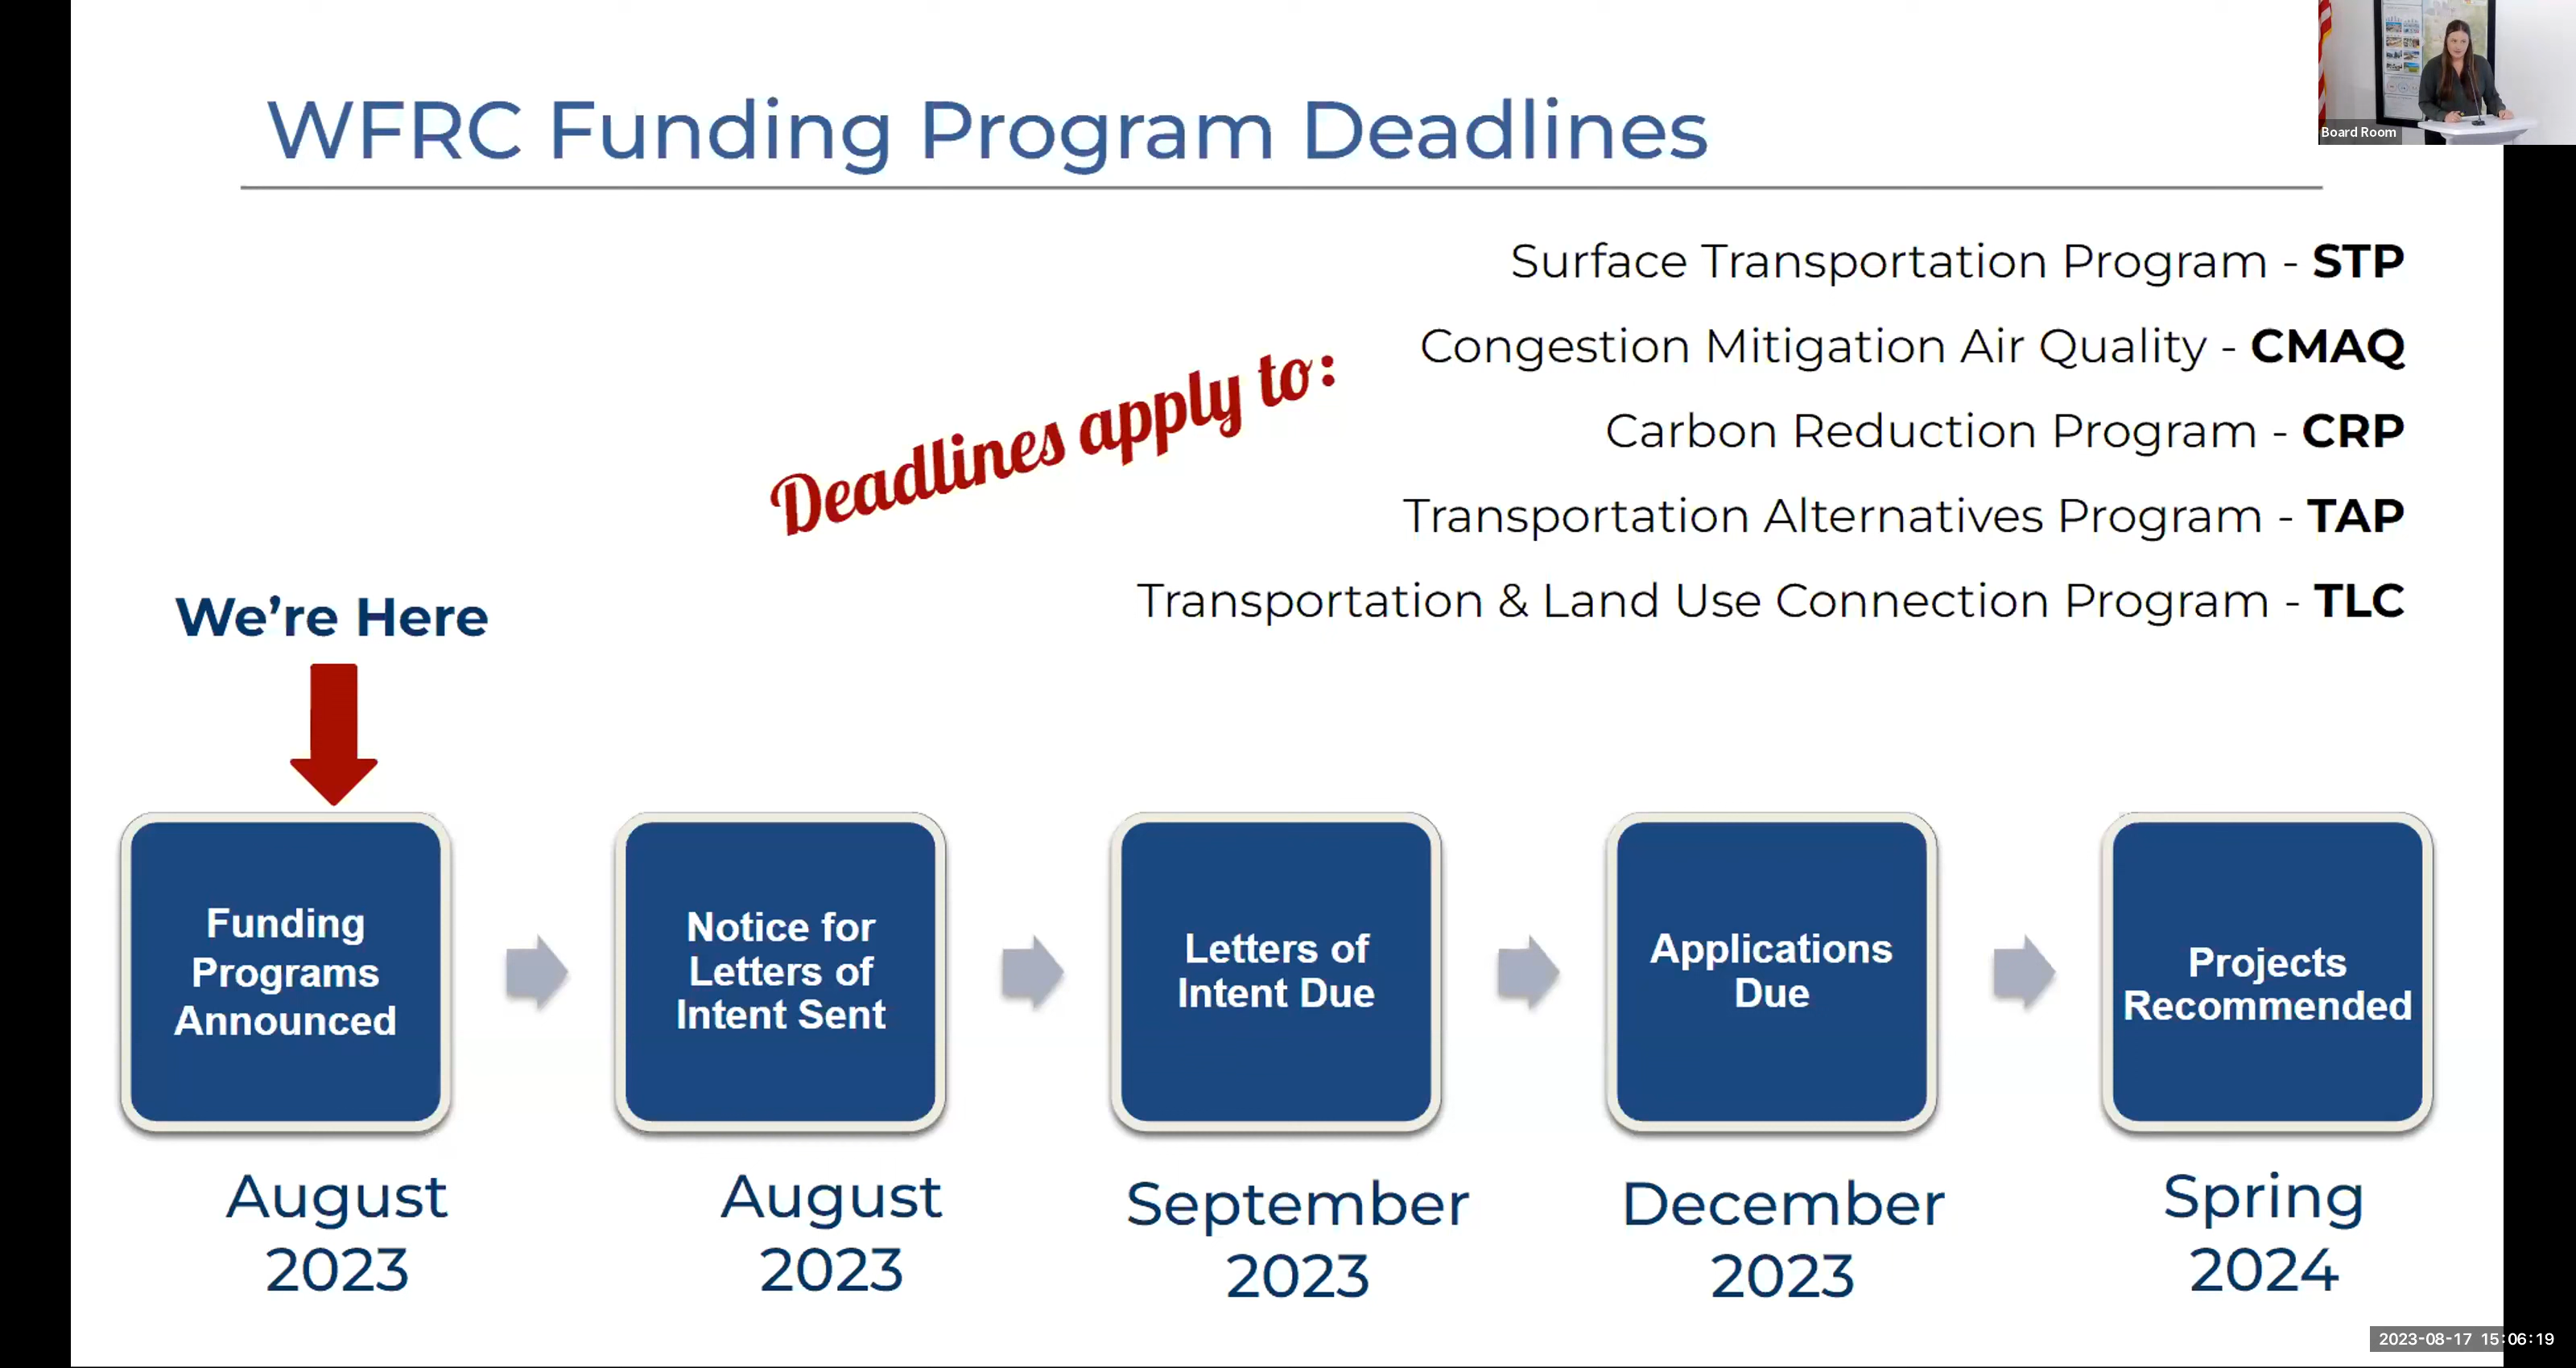 WFRC Funding Program Deadlines
Board Room
Surface Transportation Program - STP
Congestion Mitigation Air Quality - CMAQ
Carbon Reduction Program - CRP
Transportation Alternatives Program - TAP
Transportation & Land Use Connection Program - TLC
Deadlines apply to:
We're Here
Funding
Programs
Announced
August
2023
Notice for
Letters of
Intent Sent
August
2023
Letters of
Intent Due
September
2023
Applications
Due
December
2023
Projects
Recommended
Spring
2024
2023-08-17 15:06:19